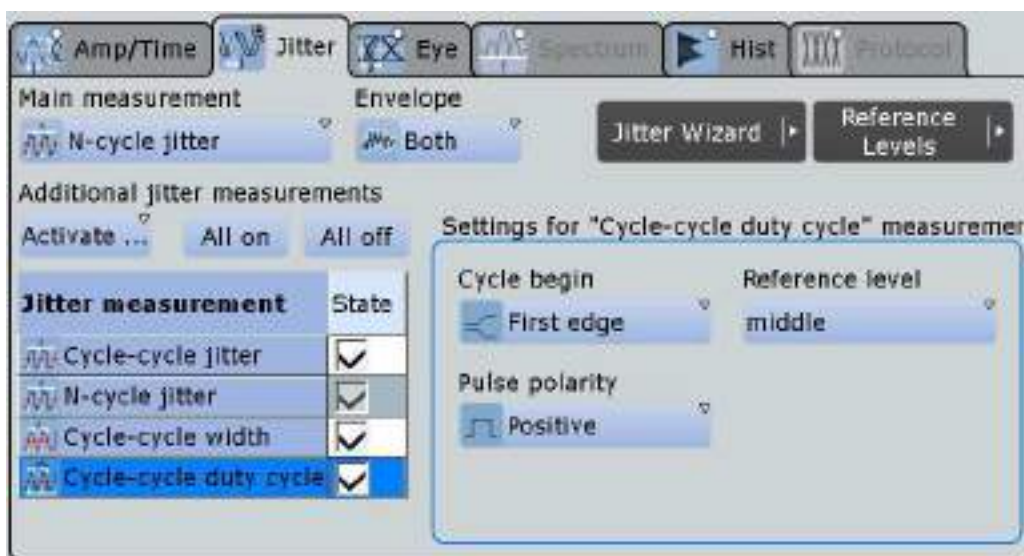 Amp/Time
Jitter
Eye
Spectrum
Hist
Protocol
Main measurement
Envelope
N-cycle jitter
Both
Jitter Wizard
Reference
Levels
Additional jitter measurements
Activate ...
All on
All off
Jitter measurement
State
Cycle-cycle jitter
N-cycle jitter
Cycle-cycle width
Cycle-cycle duty cycle
Settings for "Cycle-cycle duty cycle" measuremer
Cycle begin
Reference level
First edge
middle
Pulse polarity
Positive